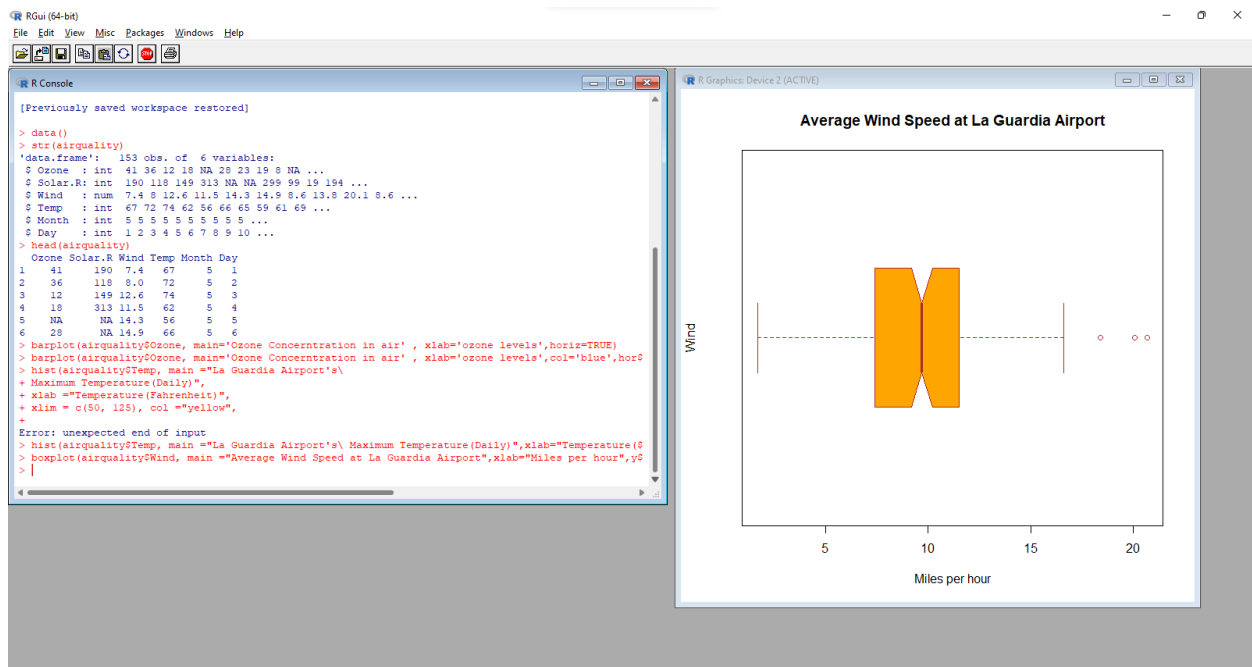 RGui (64-bit)
File Edit View Misc Packages Windows Help
STOP
R Console
[Previously saved workspace restored]
> data()
> str(airquality)
'data.frame':   153 obs. of  6 variables:
 $ Ozone  : int  41 36 12 18 NA 28 23 19 8 NA ...
 $ Solar.R: int  190 118 149 313 NA NA 299 99 19 194 ...
 $ Wind   : num  7.4 8 12.6 11.5 14.3 14.9 8.6 13.8 20.1 8.6 ...
 $ Temp   : int  67 72 74 62 56 66 65 59 61 69 ...
 $ Month  : int  5 5 5 5 5 5 5 5 5 5 ...
 $ Day    : int  1 2 3 4 5 6 7 8 9 10 ...
> head(airquality)
  Ozone Solar.R Wind Temp Month Day
1    41     190  7.4   67     5   1
2    36     118  8.0   72     5   2
3    12     149 12.6   74     5   3
4    18     313 11.5   62     5   4
5    NA      NA 14.3   56     5   5
6    28      NA 14.9   66     5   6
> barplot(airquality$Ozone, main='Ozone Concerntration in air' , xlab='ozone levels',horiz=TRUE)
> barplot(airquality$Ozone, main='Ozone Concerntration in air' , xlab='ozone levels',col='blue',hor$
> hist(airquality$Temp, main ="La Guardia Airport's\
+ Maximum Temperature(Daily)",
+ xlab ="Temperature(Fahrenheit)",
+ xlim = c(50, 125), col ="yellow",
+
Error: unexpected end of input
> hist(airquality$Temp, main ="La Guardia Airport's\ Maximum Temperature(Daily)",xlab="Temperature($
> boxplot(airquality$Wind, main ="Average Wind Speed at La Guardia Airport",xlab="Miles per hour",y$
>
R Graphics: Device 2 (ACTIVE)
Average Wind Speed at La Guardia Airport
Wind
5 10 15 20
Miles per hour